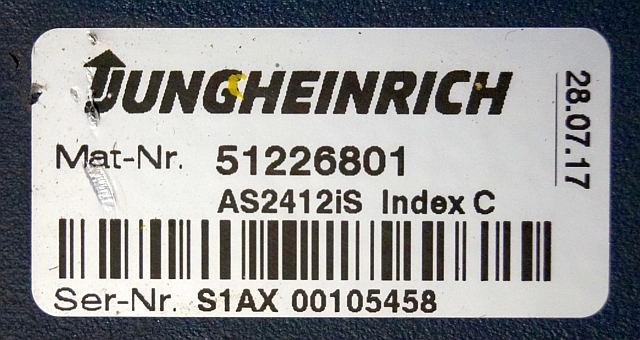 JUNGHEINRICH
28.07.17
Mat-Nr. 51226801
AS2412iS Index C
Ser-Nr. S1AX 00105458